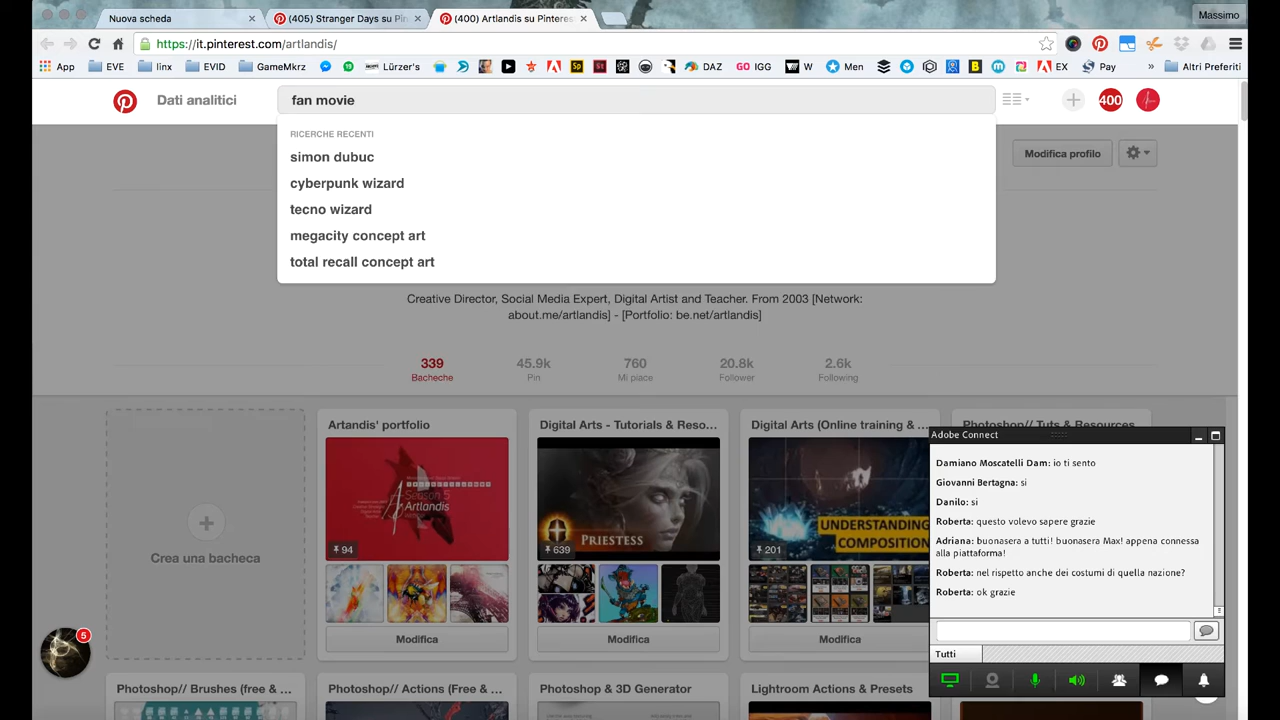 Nuova scheda
(405) Stranger Days su Pin
(400) Artlandis su Pinteres
Massimo
https://it.pinterest.com/artlandis/
App EVE linx EVID GameMkrz Lürzer's DAZ IGG W Men EX Pay » Altri Preferiti
Dati analitici
fan movie
400
RICERCHE RECENTI
simon dubuc
cyberpunk wizard
tecno wizard
megacity concept art
total recall concept art
Modifica profilo
Creative Director, Social Media Expert, Digital Artist and Teacher. From 2003 [Network:
about.me/artlandis] - [Portfolio: be.net/artlandis]
339 45.9k 760 20.8k 2.6k
Bacheche Pin Mi piace Follower Following
Crea una bacheca
Artandis' portfolio
Season 5
Artlandis
94
Modifica
Digital Arts - Tutorials & Reso...
PRIESTESS
639
Modifica
Digital Arts (Online training & ...
UNDERSTANDING
COMPOSITION
201
Modifica
Photoshop// Tuts & Resources
Adobe Connect
Damiano Moscatelli Dam: io ti sento
Giovanni Bertagna: si
Danilo: si
Roberta: questo volevo sapere grazie
Adriana: buonasera a tutti! buonasera Max! appena connessa
alla piattaforma!
Roberta: nel rispetto anche dei costumi di quella nazione?
Roberta: ok grazie
Tutti
5
Photoshop// Brushes (free & ...
Photoshop// Actions (Free & ...
Photoshop & 3D Generator
Lightroom Actions & Presets